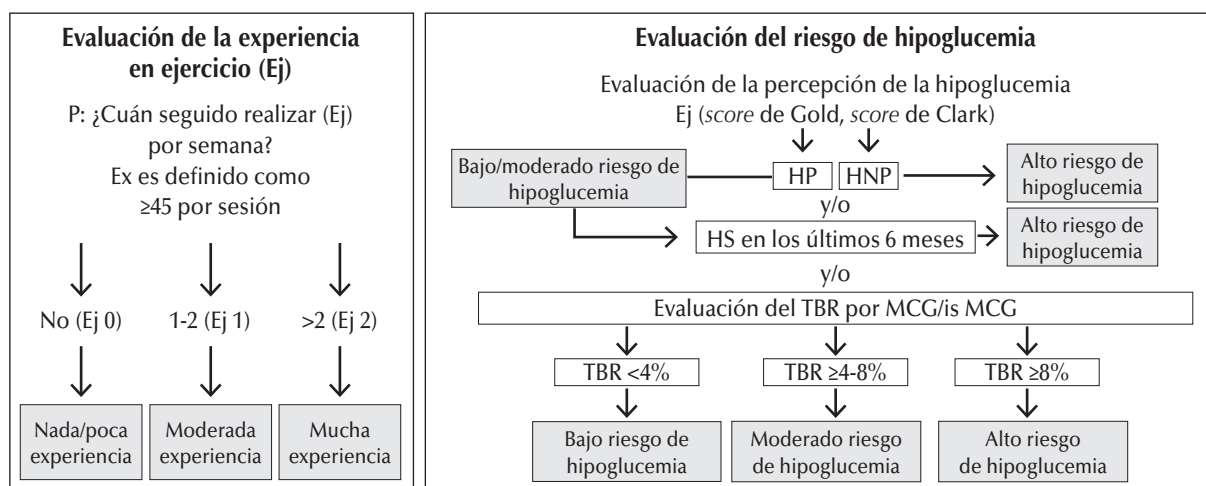 Evaluación de la experiencia
en ejercicio (Ej)
P: ¿Cuán seguido realizar (Ej)
por semana?
Ex es definido como
≥45 por sesión
No (Ej 0)
1-2 (Ej 1)
>2 (Ej 2)
Nada/poca
experiencia
Moderada
experiencia
Mucha
experiencia
Evaluación del riesgo de hipoglucemia
Evaluación de la percepción de la hipoglucemia
Ej (score de Gold, score de Clark)
Bajo/moderado riesgo de
hipoglucemia
HP
HNP
Alto riesgo de
hipoglucemia
y/o
HS en los últimos 6 meses
Alto riesgo de
hipoglucemia
y/o
Evaluación del TBR por MCG/is MCG
TBR <4%
TBR ≥4-8%
TBR ≥8%
Bajo riesgo de
hipoglucemia
Moderado riesgo
de hipoglucemia
Alto riesgo
de hipoglucemia